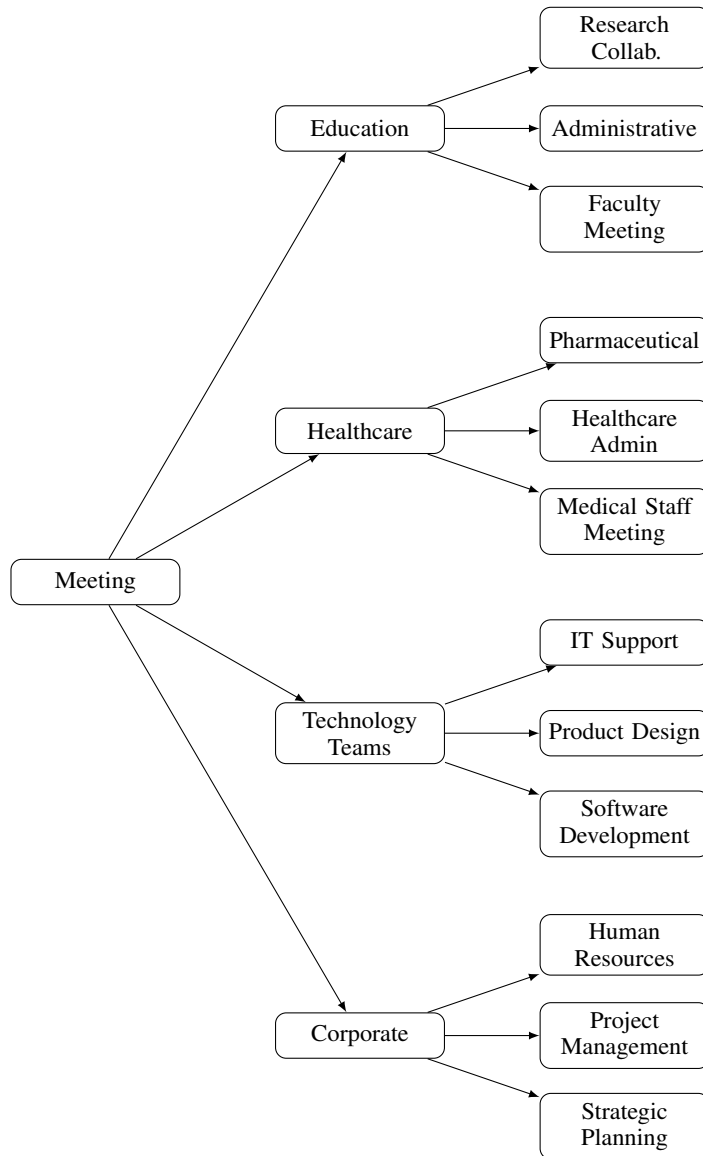 Research
Collab.
Education
Administrative
Faculty
Meeting
Pharmaceutical
Healthcare
Healthcare
Admin
Medical Staff
Meeting
Meeting
IT Support
Technology
Teams
Product Design
Software
Development
Human
Resources
Corporate
Project
Management
Strategic
Planning